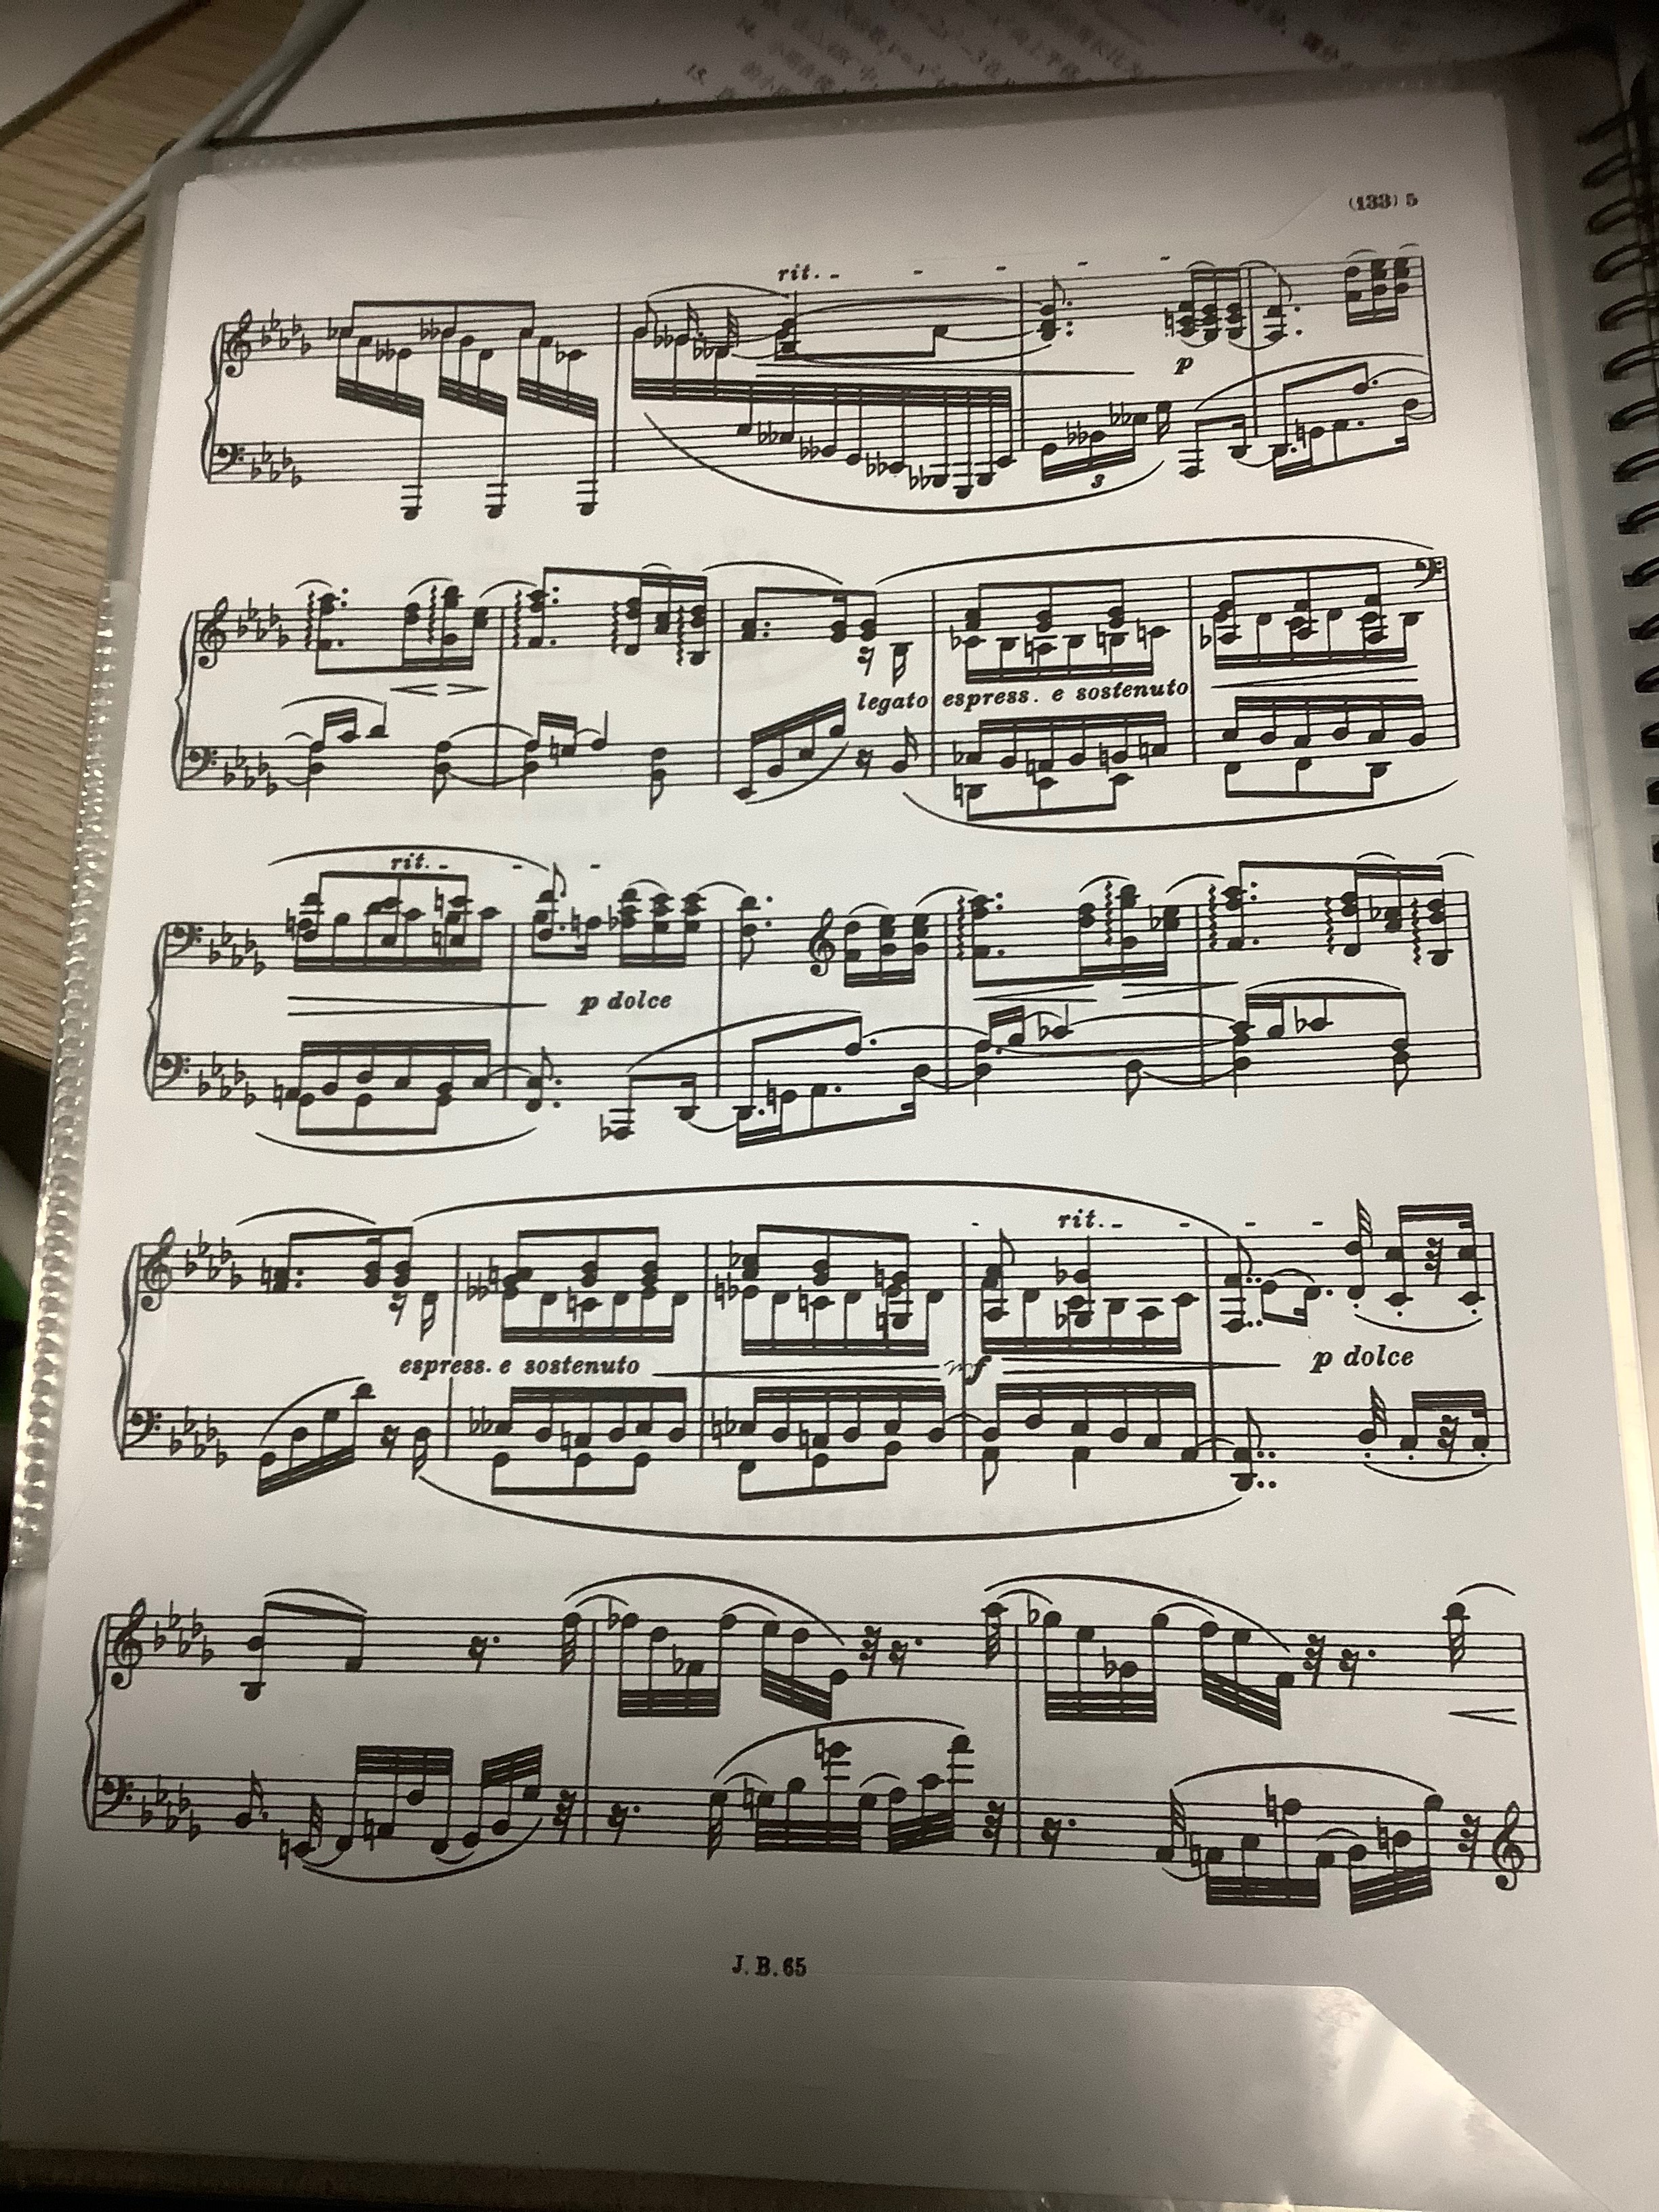 (133) 5
rit. - - - - -
p
3
legato espress. e sostenuto
rit. - - -
p dolce
- rit. - - - -
espress. e sostenuto
mf
p dolce
J. B. 65